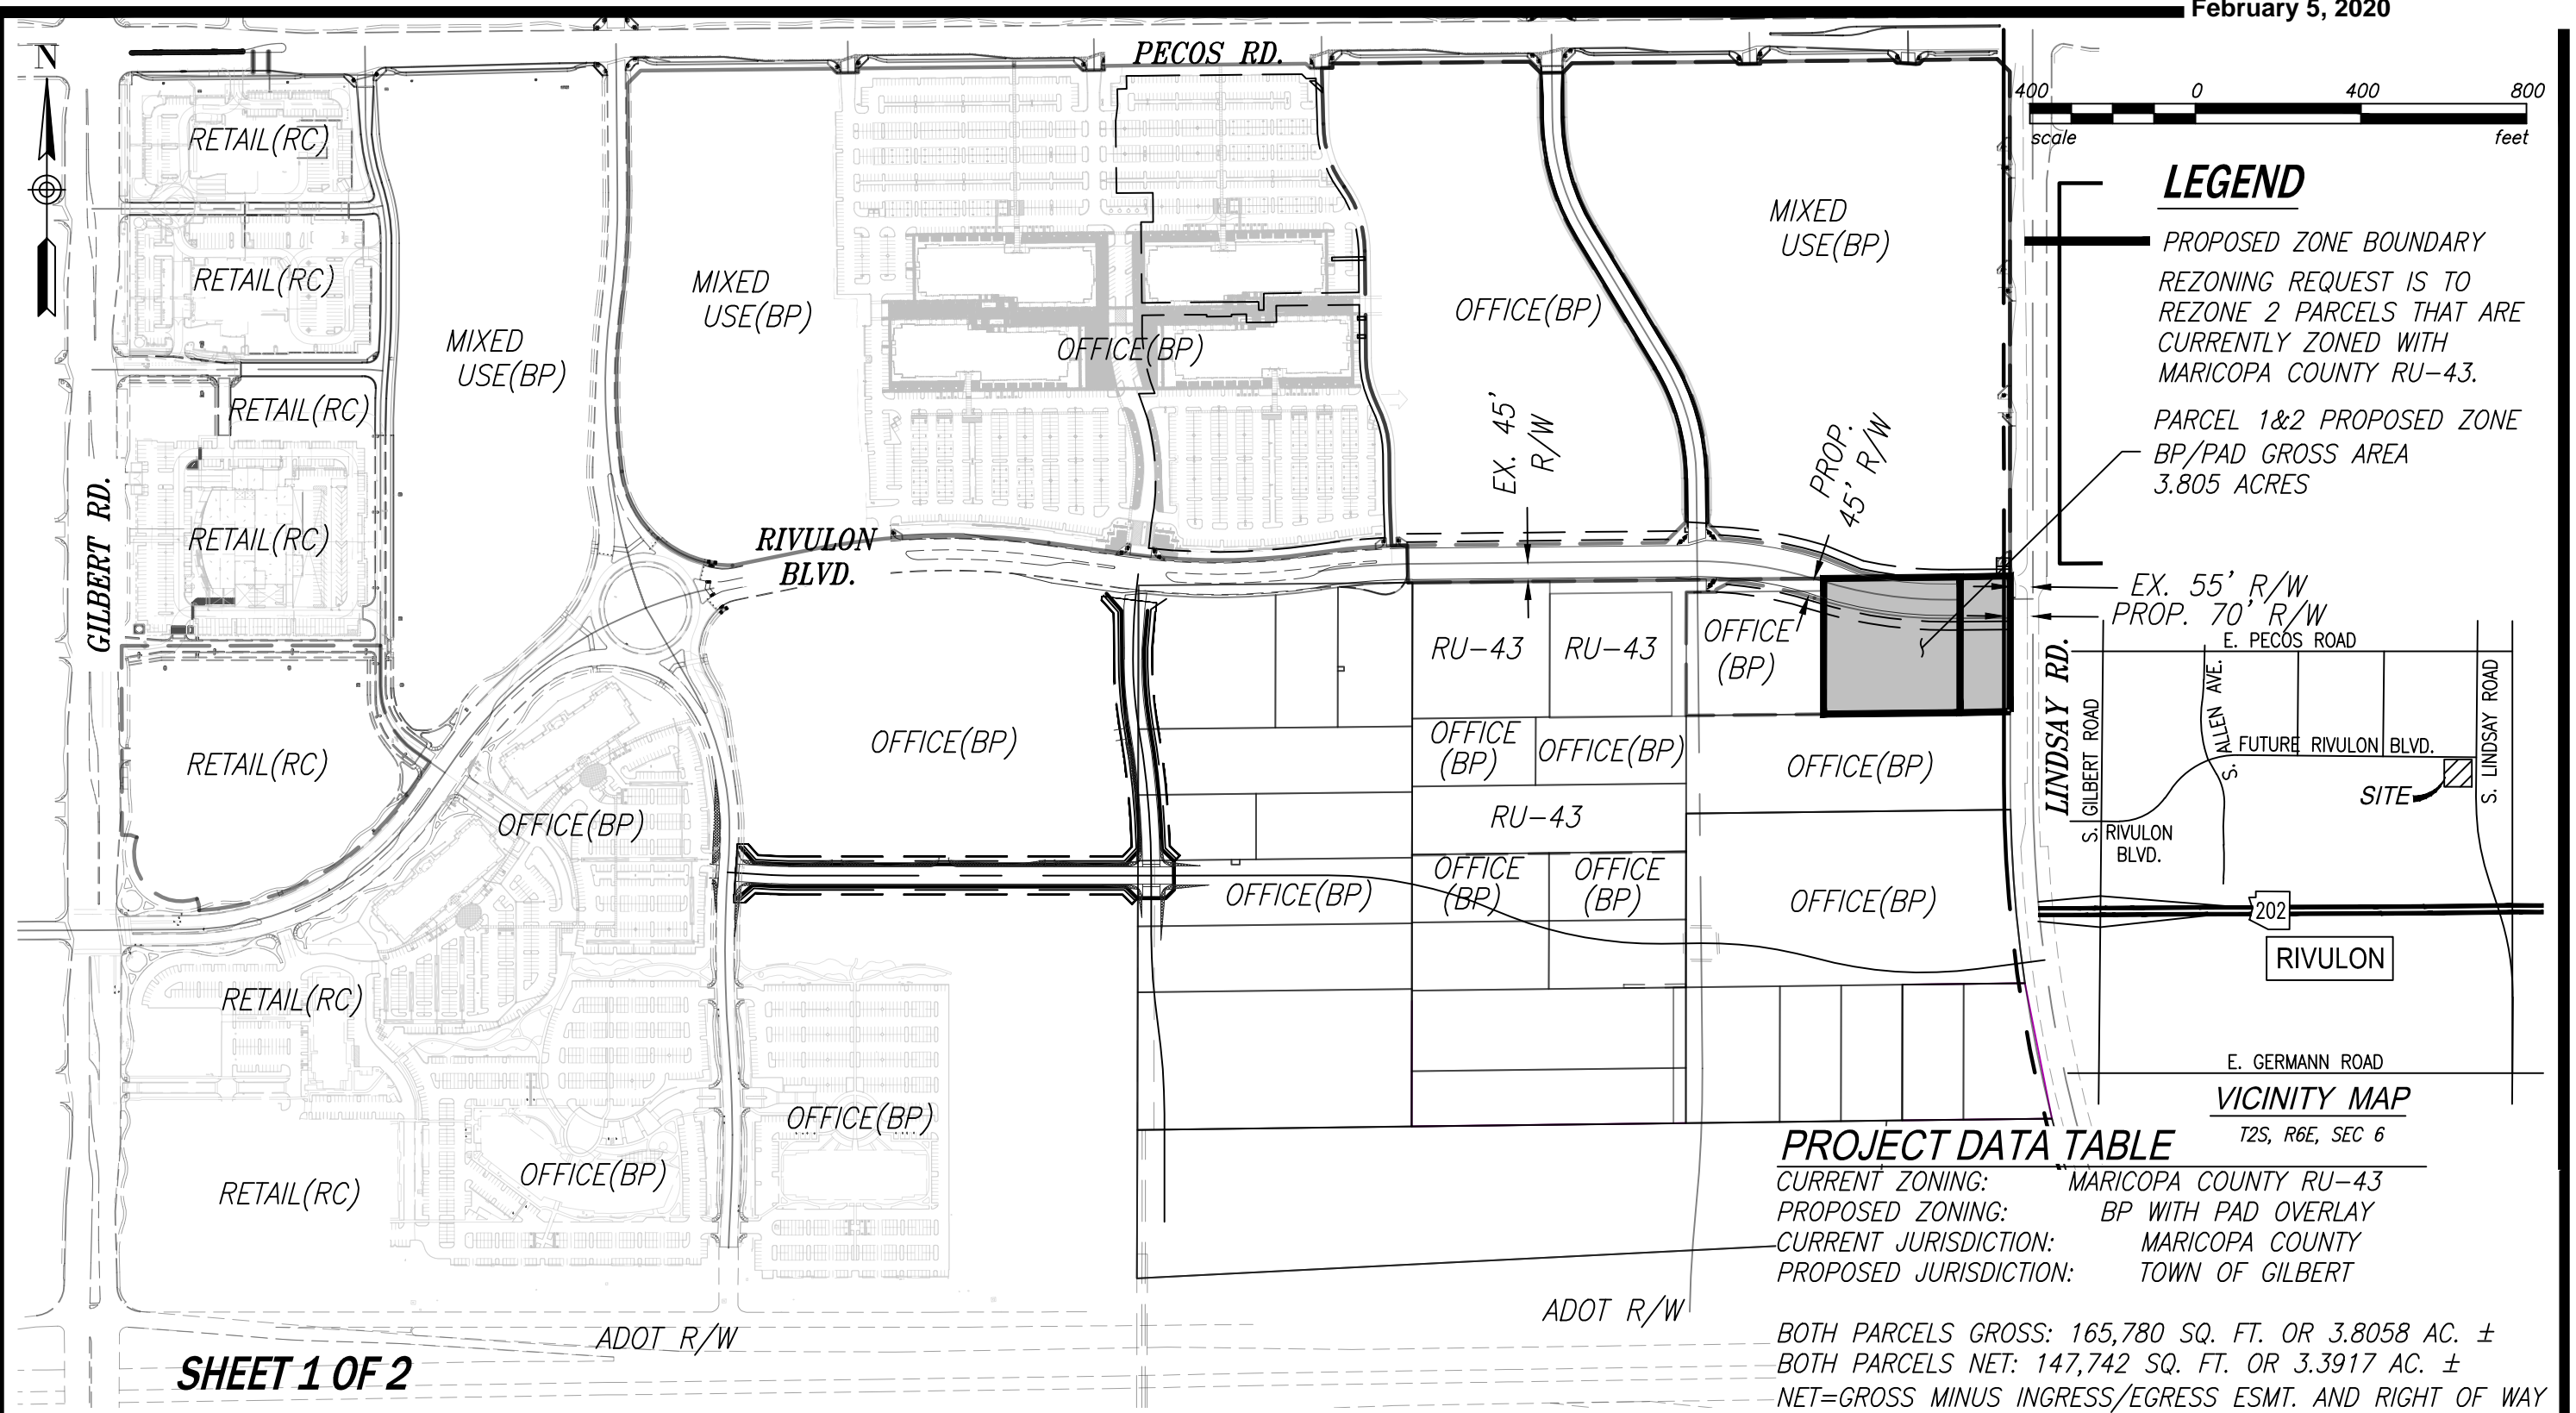 February 5, 2020
N
PECOS RD.
400 0 400 800
scale feet
LEGEND
PROPOSED ZONE BOUNDARY
REZONING REQUEST IS TO
REZONE 2 PARCELS THAT ARE
CURRENTLY ZONED WITH
MARICOPA COUNTY RU-43.
PARCEL 1&2 PROPOSED ZONE
BP/PAD GROSS AREA
3.805 ACRES
RETAIL(RC)
RETAIL(RC)
RETAIL(RC)
RETAIL(RC)
RETAIL(RC)
RETAIL(RC)
RETAIL(RC)
GILBERT RD.
MIXED
USE(BP)
MIXED
USE(BP)
OFFICE(BP)
OFFICE(BP)
MIXED
USE(BP)
EX. 45'
R/W
PROP.
45' R/W
RIVULON
BLVD.
EX. 55' R/W
PROP. 70' R/W
RU-43
RU-43
OFFICE
(BP)
OFFICE(BP)
OFFICE
(BP)
OFFICE(BP)
OFFICE(BP)
RU-43
OFFICE(BP)
OFFICE(BP)
OFFICE
(BP)
OFFICE
(BP)
OFFICE(BP)
OFFICE(BP)
OFFICE(BP)
LINDSAY RD.
E. PECOS ROAD
S. GILBERT ROAD
S. ALLEN AVE.
FUTURE RIVULON BLVD.
S. LINDSAY ROAD
SITE
RIVULON
BLVD.
202
RIVULON
E. GERMANN ROAD
VICINITY MAP
T2S, R6E, SEC 6
PROJECT DATA TABLE
CURRENT ZONING: MARICOPA COUNTY RU-43
PROPOSED ZONING: BP WITH PAD OVERLAY
CURRENT JURISDICTION: MARICOPA COUNTY
PROPOSED JURISDICTION: TOWN OF GILBERT
BOTH PARCELS GROSS: 165,780 SQ. FT. OR 3.8058 AC. ±
BOTH PARCELS NET: 147,742 SQ. FT. OR 3.3917 AC. ±
NET=GROSS MINUS INGRESS/EGRESS ESMT. AND RIGHT OF WAY
ADOT R/W
ADOT R/W
SHEET 1 OF 2